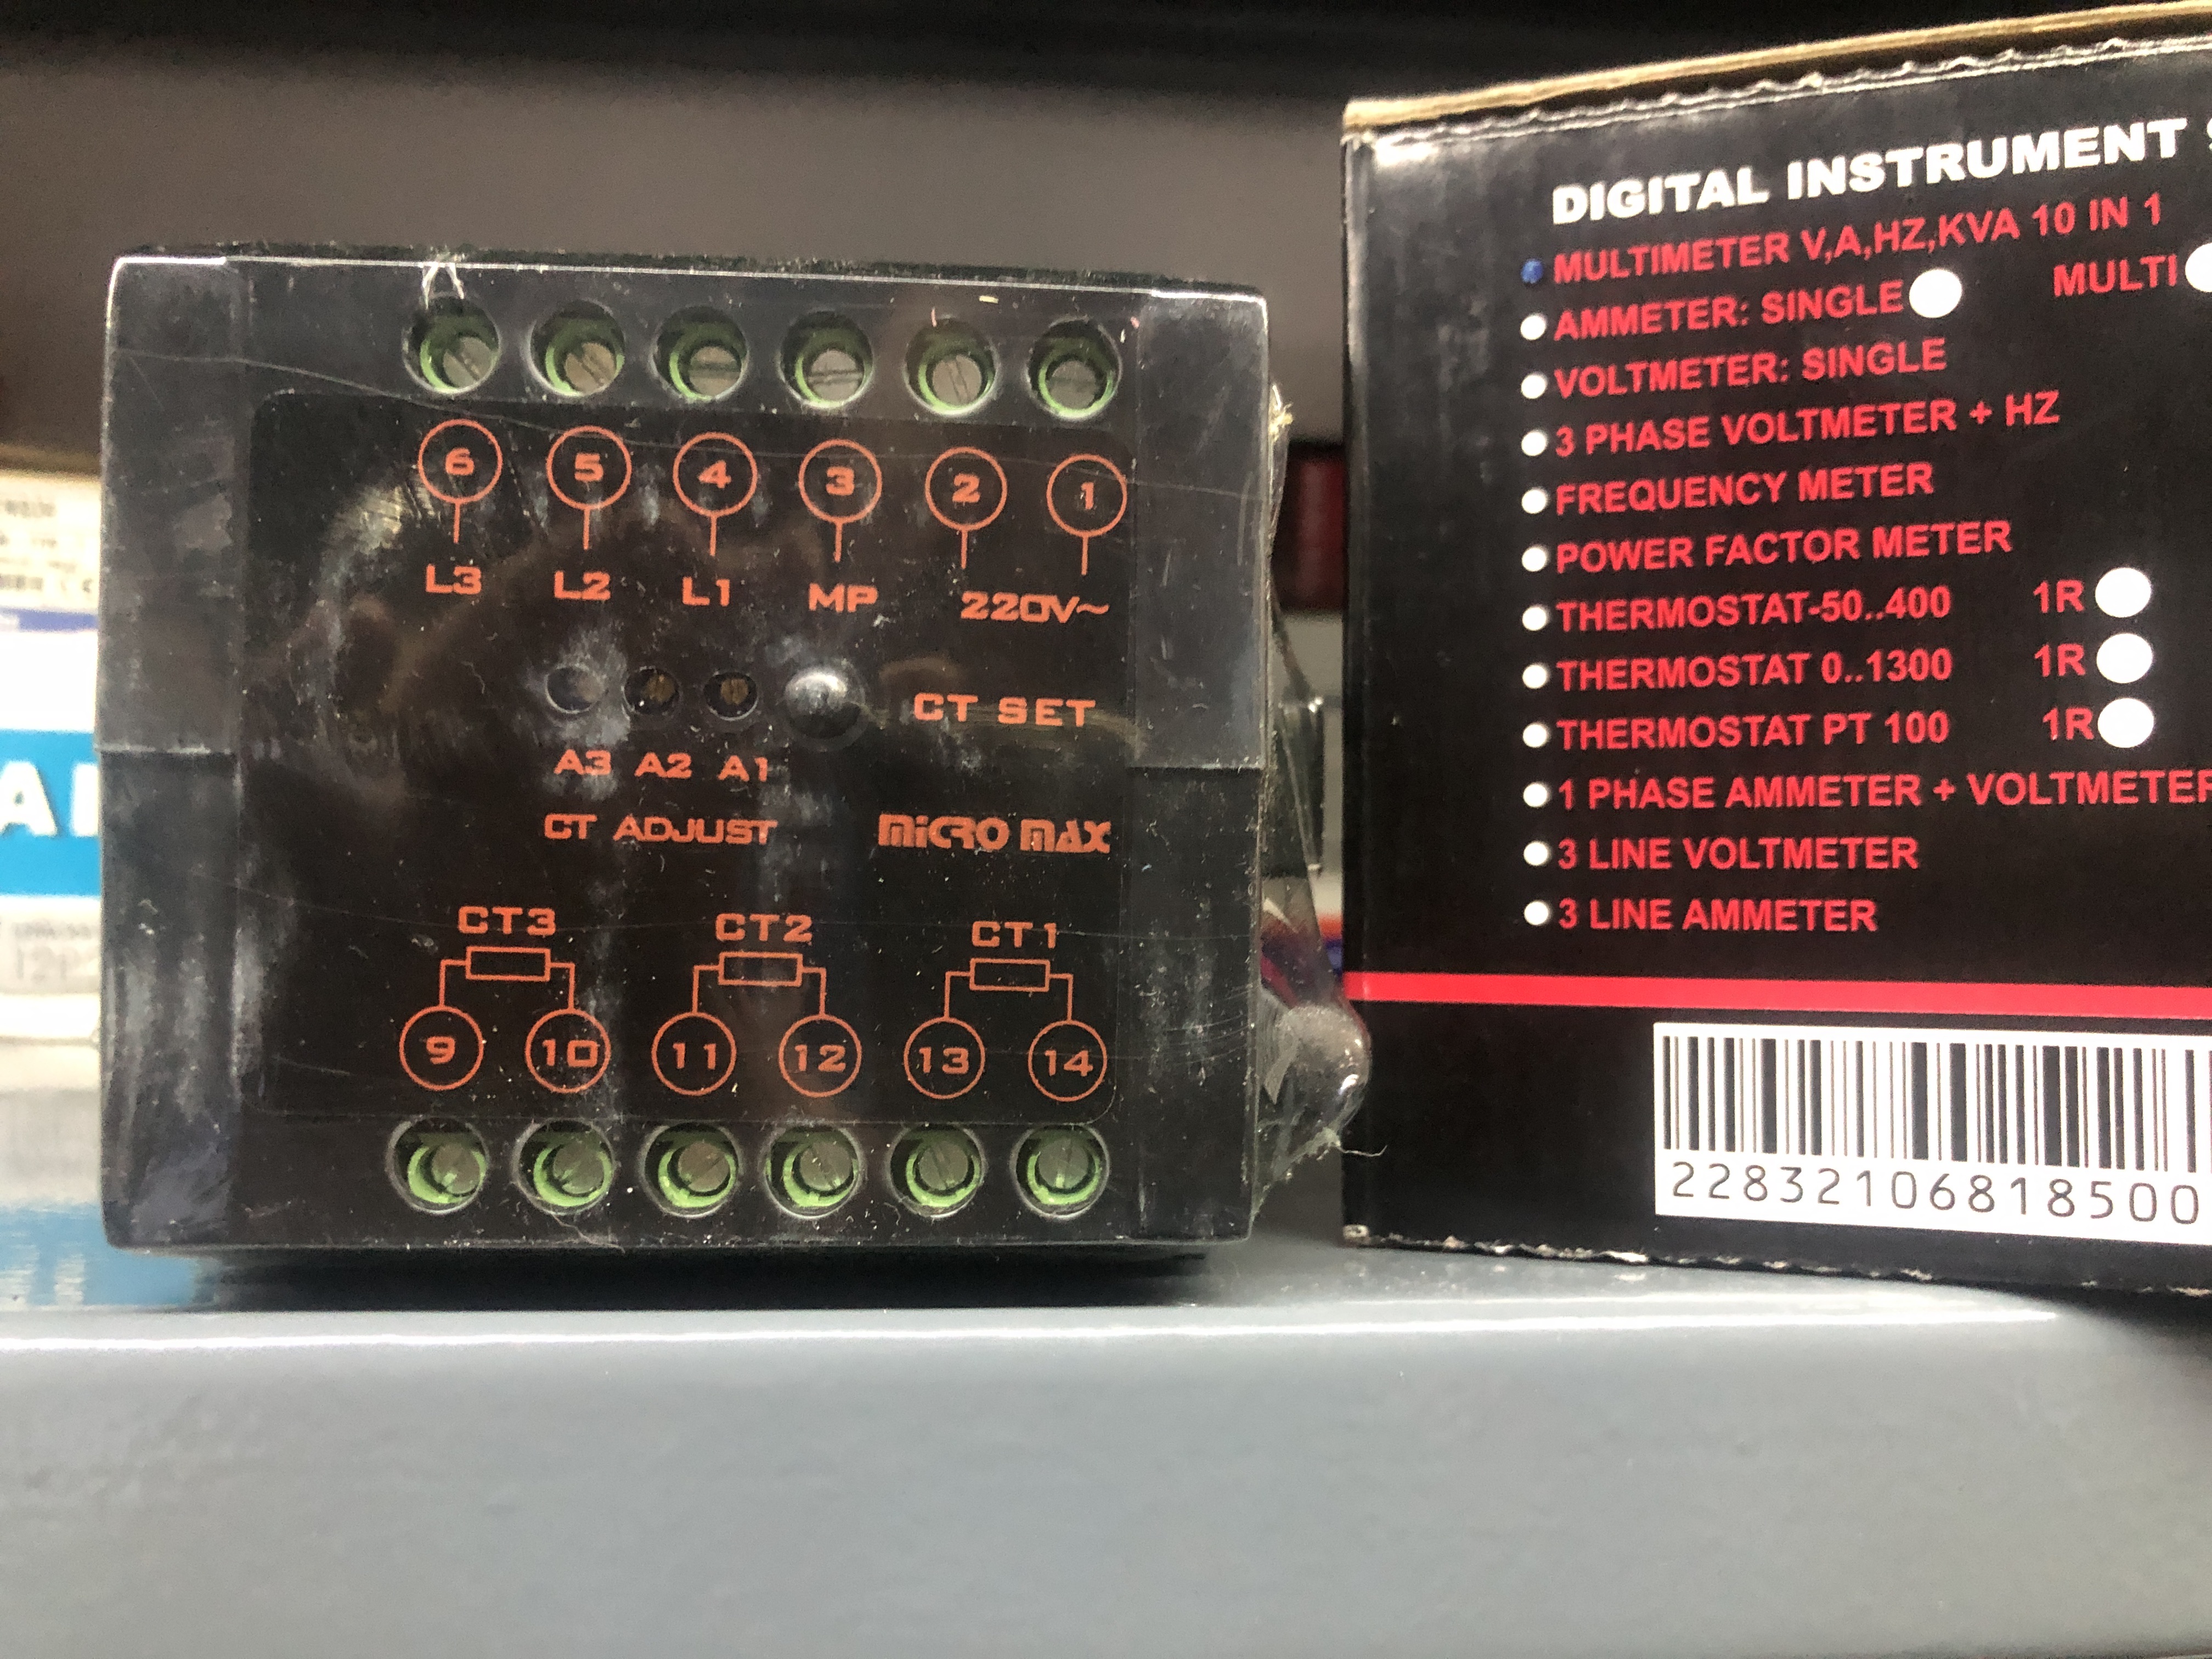 6 5 4 3 2 1
L3 L2 L1 MP 220V~
CT SET
A3 A2 A1
CT ADJUST
MICRO MAX
CT3 CT2 CT1
9 10 11 12 13 14
DIGITAL INSTRUMENT
MULTIMETER V,A,HZ,KVA 10 IN 1
AMMETER: SINGLE MULTI
VOLTMETER: SINGLE
3 PHASE VOLTMETER + HZ
FREQUENCY METER
POWER FACTOR METER
THERMOSTAT-50..400 1R
THERMOSTAT 0..1300 1R
THERMOSTAT PT 100 1R
1 PHASE AMMETER + VOLTMETER
3 LINE VOLTMETER
3 LINE AMMETER
22832106818500